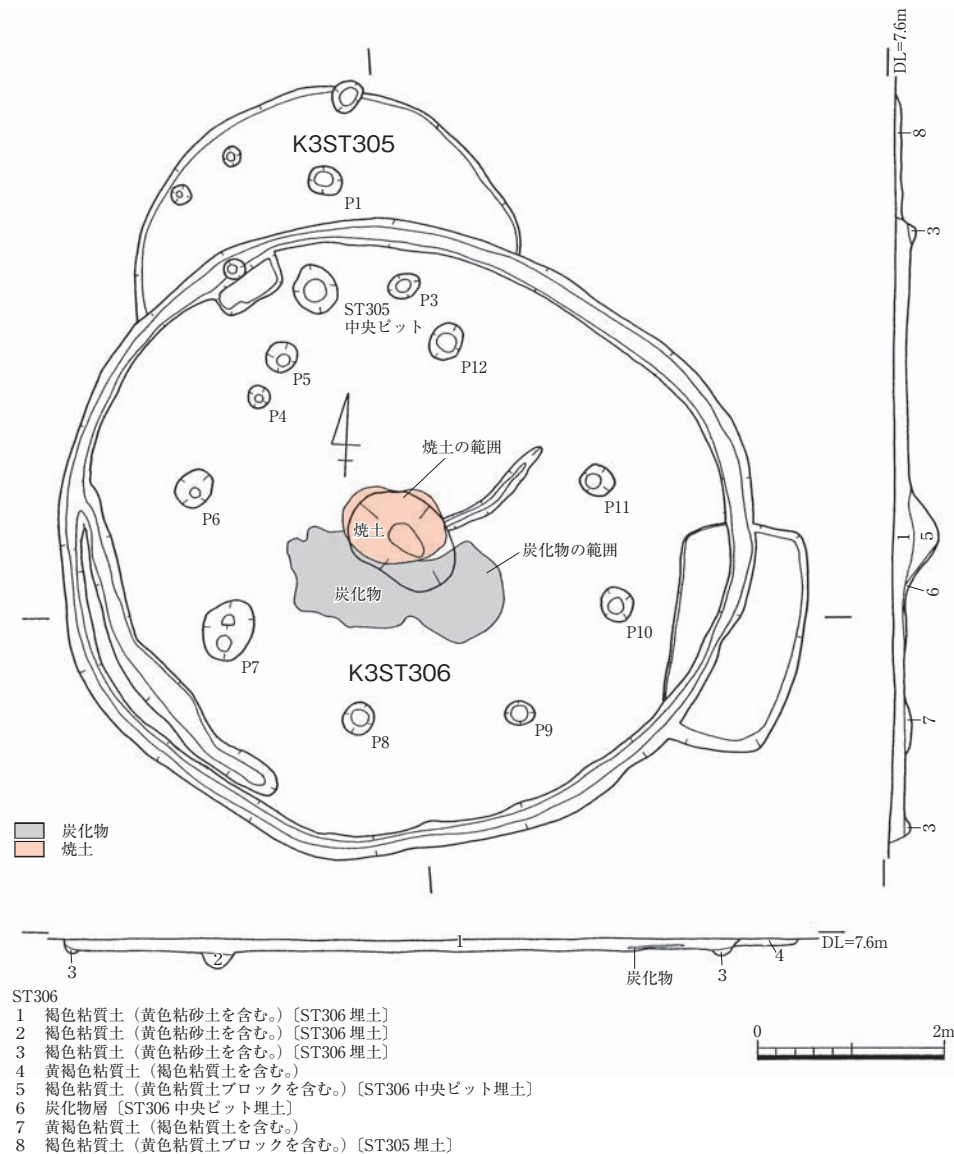 DL=7.6m
K3ST305
P1
8
3
ST305
中央ピット
P3
P12
P5
P4
焼土の範囲
P6
焼土
P11
炭化物の範囲
炭化物
1
5
6
P7
P10
K3ST306
P8
P9
7
3
炭化物
焼土
1
DL=7.6m
3
2
炭化物
3
4
ST306
1 褐色粘質土（黄色粘砂土を含む。）〔ST306 埋土〕
2 褐色粘質土（黄色粘砂土を含む。）〔ST306 埋土〕
3 褐色粘質土（黄色粘砂土を含む。）〔ST306 埋土〕
4 黄褐色粘質土（褐色粘質土を含む。）
5 褐色粘質土（黄色粘質土ブロックを含む。）〔ST306 中央ピット埋土〕
6 炭化物層〔ST306 中央ピット埋土〕
7 黄褐色粘質土（褐色粘質土を含む。）
8 褐色粘質土（黄色粘質土ブロックを含む。）〔ST305 埋土〕
0 2m